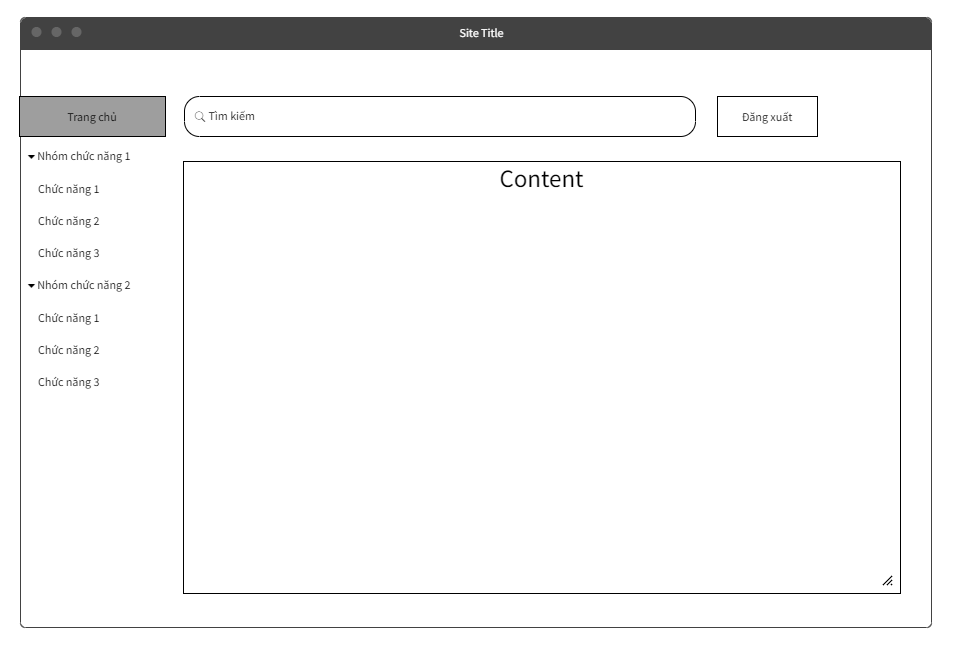 Site Title
Trang chủ
Tìm kiếm
Đăng xuất
Nhóm chức năng 1
Chức năng 1
Chức năng 2
Chức năng 3
Nhóm chức năng 2
Chức năng 1
Chức năng 2
Chức năng 3
Content